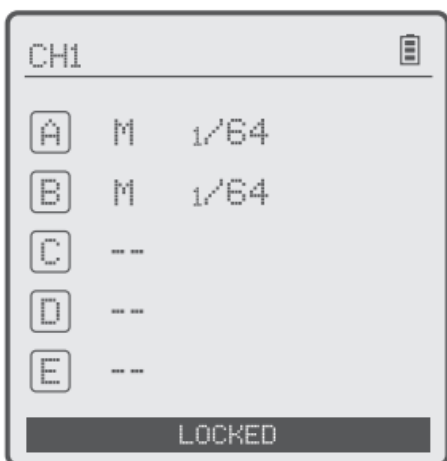 CH1
A M 1/64
B M 1/64
C --
D --
E --
LOCKED